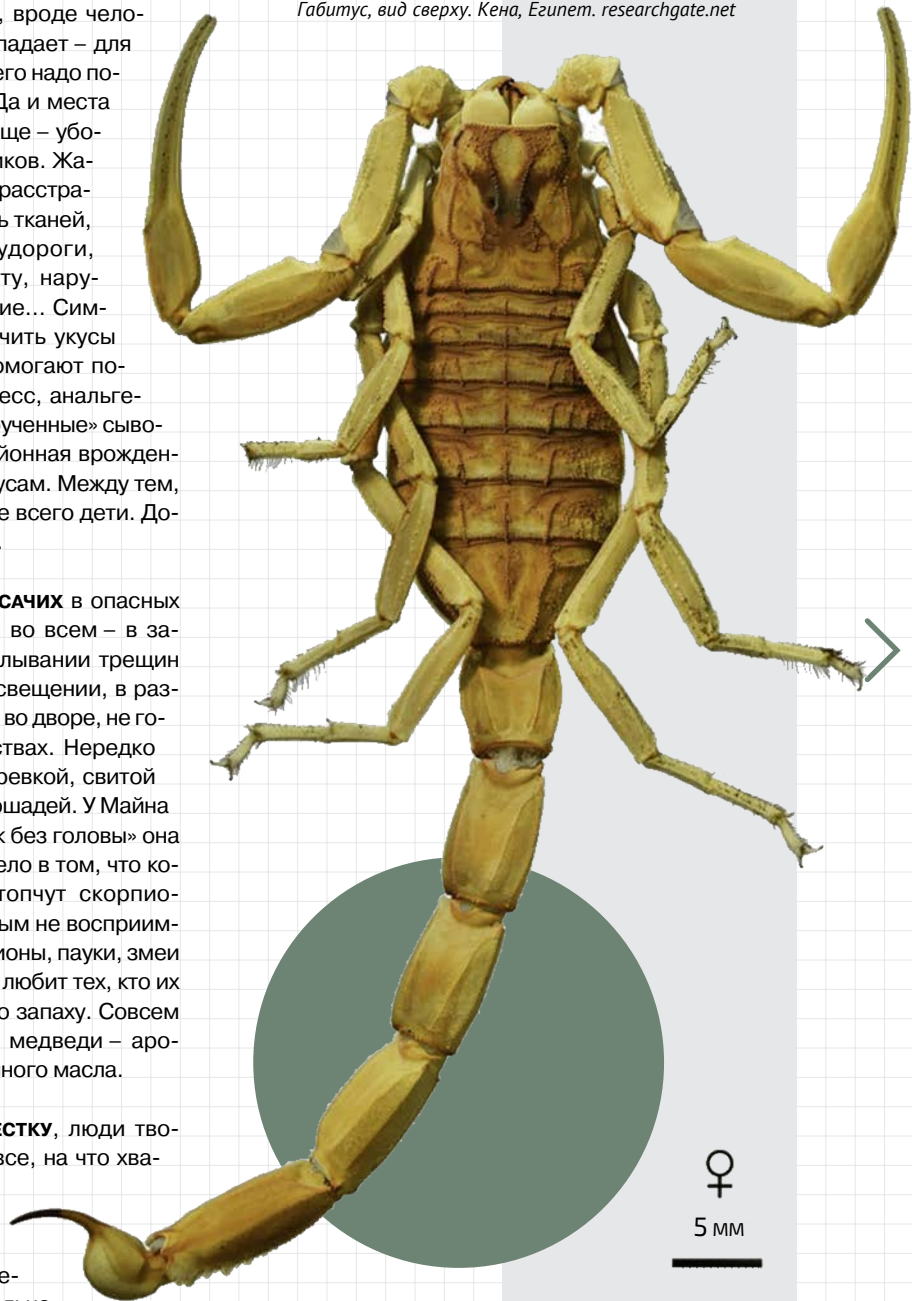 Габитус, вид сверху. Кена, Египет. researchgate.net
, вроде чело-
падает – для
его надо по-
Да и места
ще – убо-
иков. Жа-
расстра-
ь тканей,
удороги,
ту, нару-
ие... Сим-
чить укусы
омогают по-
есс, анальге-
ученные» сыво-
йонная врожден-
усам. Между тем,
е всего дети. До-
САЧИХ в опасных
во всем – в за-
лывании трещин
свещении, в раз-
во дворе, не го-
ствах. Нередко
ревкой, свитой
ошадей. У Майна
к без головы» она
ело в том, что ко-
топчут скорпио-
ым не восприим-
ионы, пауки, змеи
любит тех, кто их
о запаху. Совсем
медведи – аро-
ного масла.
ЕСТКУ, люди тво-
все, на что хва-
е-
♀
5 мм